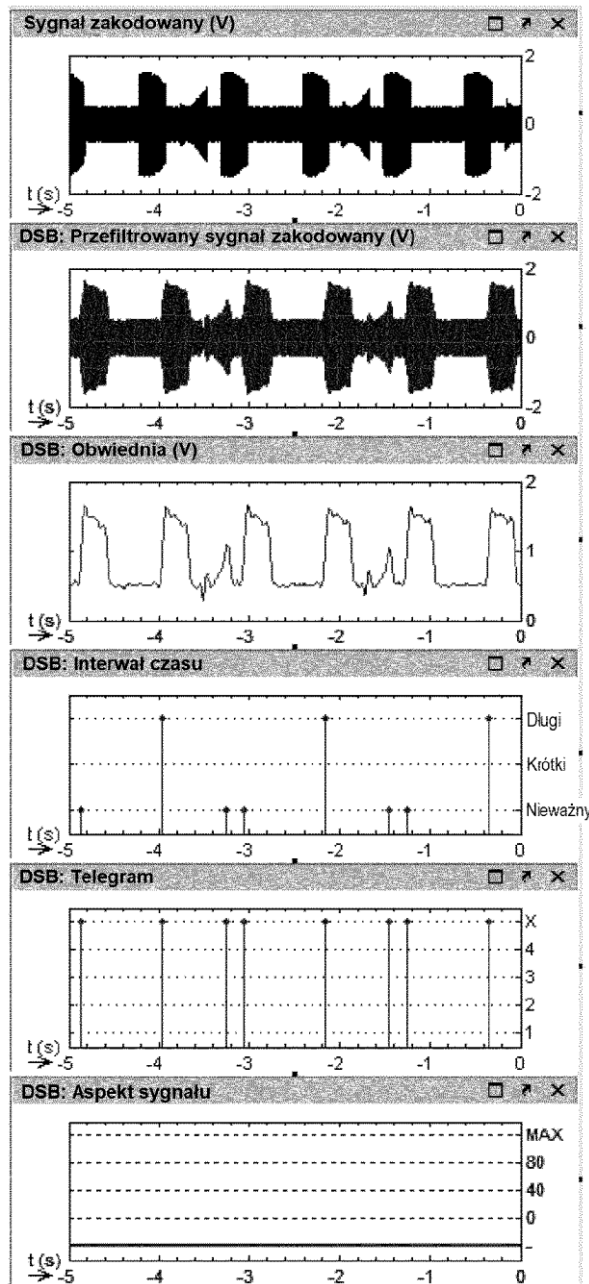 Sygnał zakodowany (V)
2
0
-2
t (s)
-5 -4 -3 -2 -1 0
DSB: Przefiltrowany sygnał zakodowany (V)
2
0
-2
t (s)
-5 -4 -3 -2 -1 0
DSB: Obwiednia (V)
2
1
0
t (s)
-5 -4 -3 -2 -1 0
DSB: Interwał czasu
Długi
Krótki
Nieważny
t (s)
-5 -4 -3 -2 -1 0
DSB: Telegram
X
4
3
2
1
t (s)
-5 -4 -3 -2 -1 0
DSB: Aspekt sygnału
MAX
80
40
0
-
t (s)
-5 -4 -3 -2 -1 0